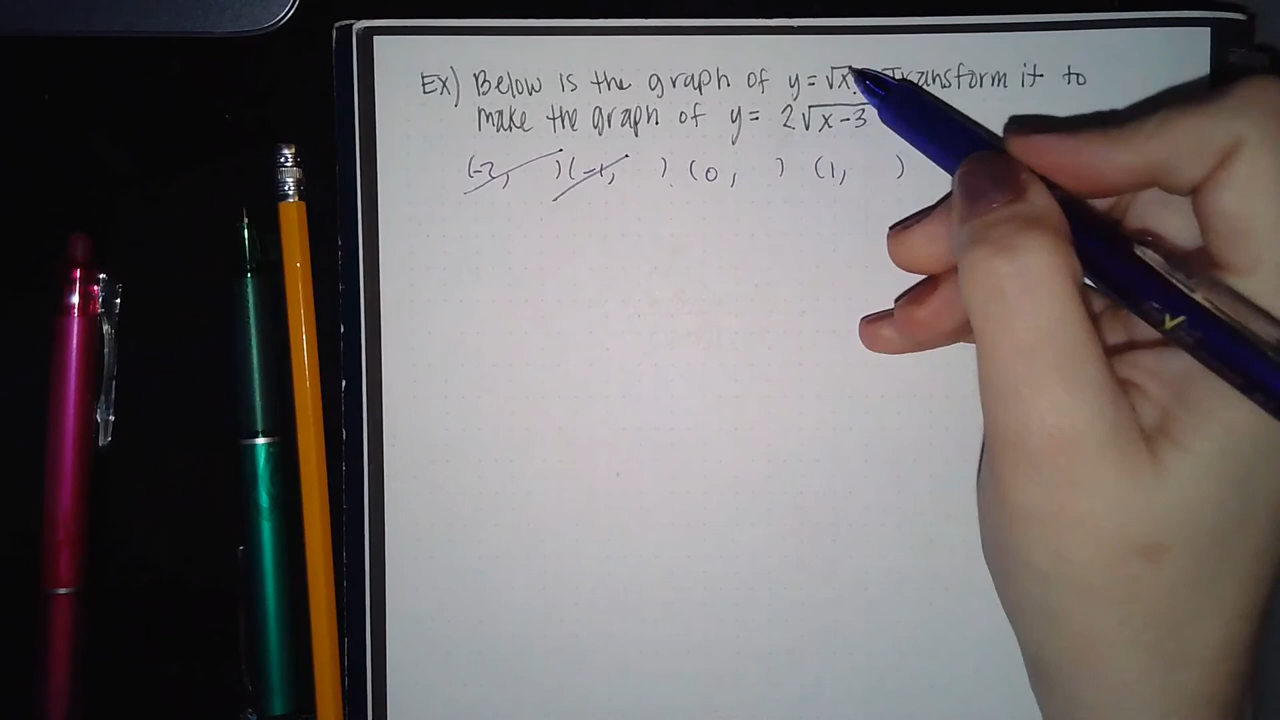 Ex) Below is the graph of y = √x. Transform it to
make the graph of y = 2√x-3
(-2, ) (-1, ) (0, ) (1, )